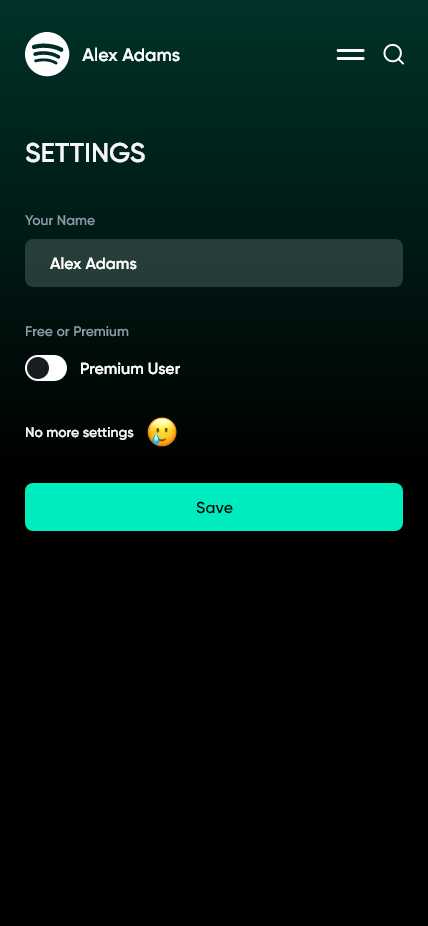 Alex Adams
SETTINGS
Your Name
Alex Adams
Free or Premium
Premium User
No more settings 🥲
Save